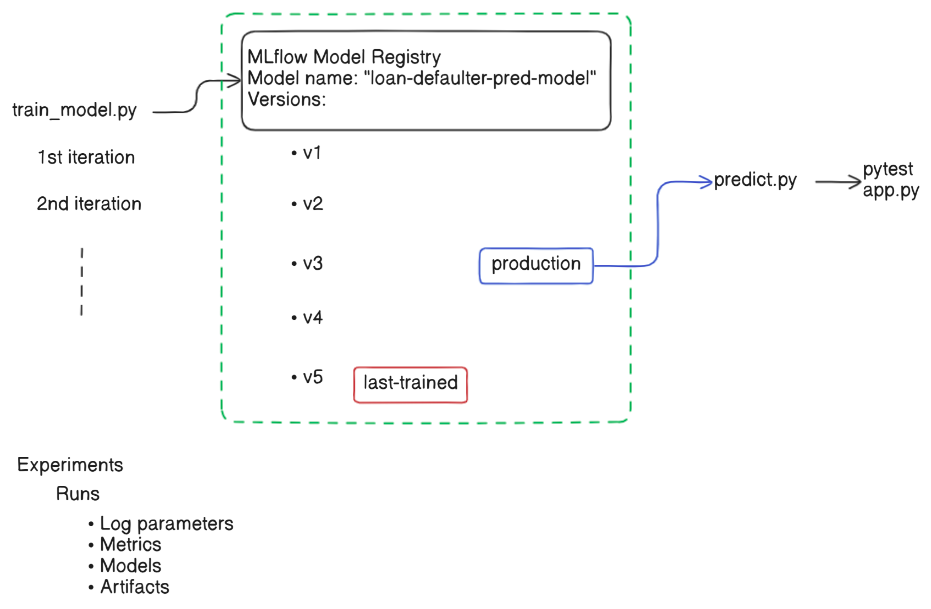 MLflow Model Registry
Model name: "loan-defaulter-pred-model"
Versions:
train_model.py
1st iteration
2nd iteration
• v1
• v2
• v3
production
• v4
• v5
last-trained
predict.py
pytest
app.py
Experiments
Runs
• Log parameters
• Metrics
• Models
• Artifacts